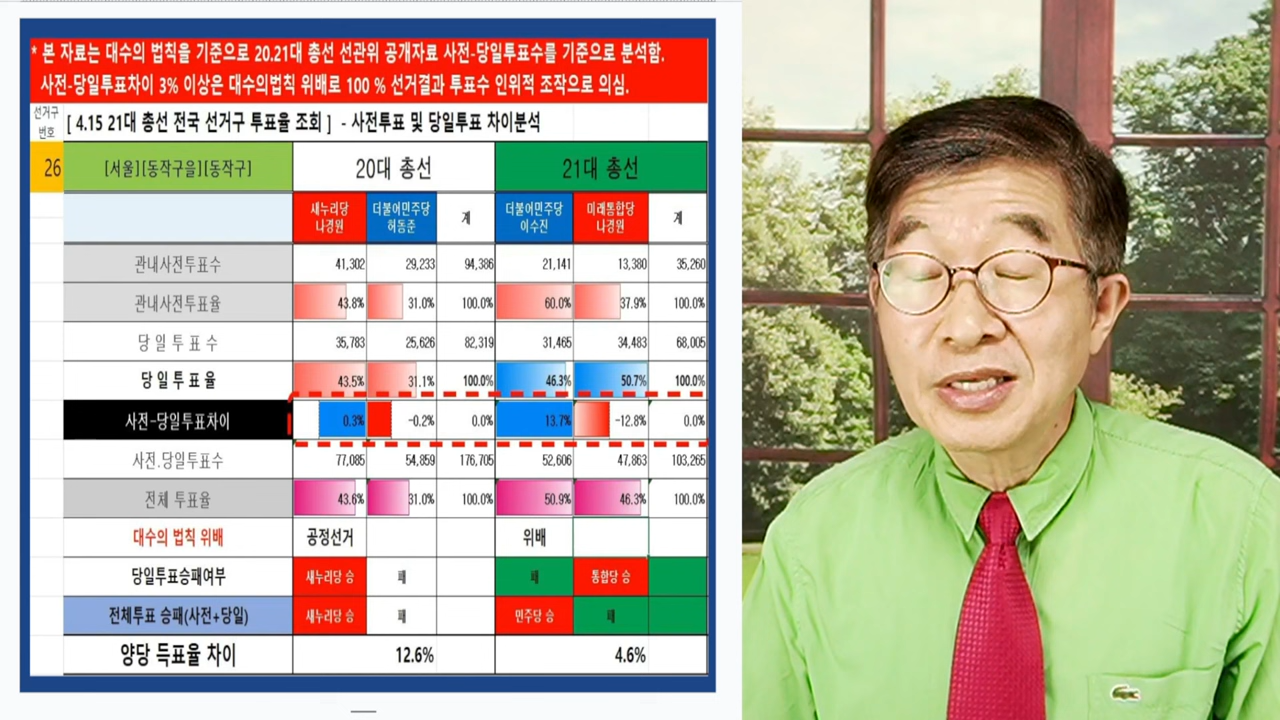 * 본 자료는 대수의 법칙을 기준으로 20.21대 총선 선관위 공개자료 사전-당일투표수를 기준으로 분석함.
사전-당일투표차이 3% 이상은 대수의법칙 위배로 100 % 선거결과 투표수 인위적 조작으로 의심.
선거구 번호 [ 4.15 21대 총선 전국 선거구 투표율 조회 ] - 사전투표 및 당일투표 차이분석
26 [서울][동작구을][동작구] 20대 총선 21대 총선
새누리당 더불어민주당 계 더불어민주당 미래통합당 계
나경원 허동준 이수진 나경원
관내사전투표수 41,302 29,233 94,386 21,141 13,380 35,260
관내사전투표율 43.8% 31.0% 100.0% 60.0% 37.9% 100.0%
당 일 투 표 수 35,783 25,626 82,319 31,465 34,483 68,005
당 일 투 표 율 43.5% 31.1% 100.0% 46.3% 50.7% 100.0%
사전-당일투표차이 0.3% -0.2% 0.0% 13.7% -12.8% 0.0%
사전.당일투표수 77,085 54,859 176,705 52,606 47,863 103,265
전체 투표율 43.6% 31.0% 100.0% 50.9% 46.3% 100.0%
대수의 법칙 위배 공정선거 위배
당일투표승패여부 새누리당 승 패 패 통합당 승
전체투표 승패(사전+당일) 새누리당 승 패 민주당 승 패
양당 득표율 차이 12.6% 4.6%